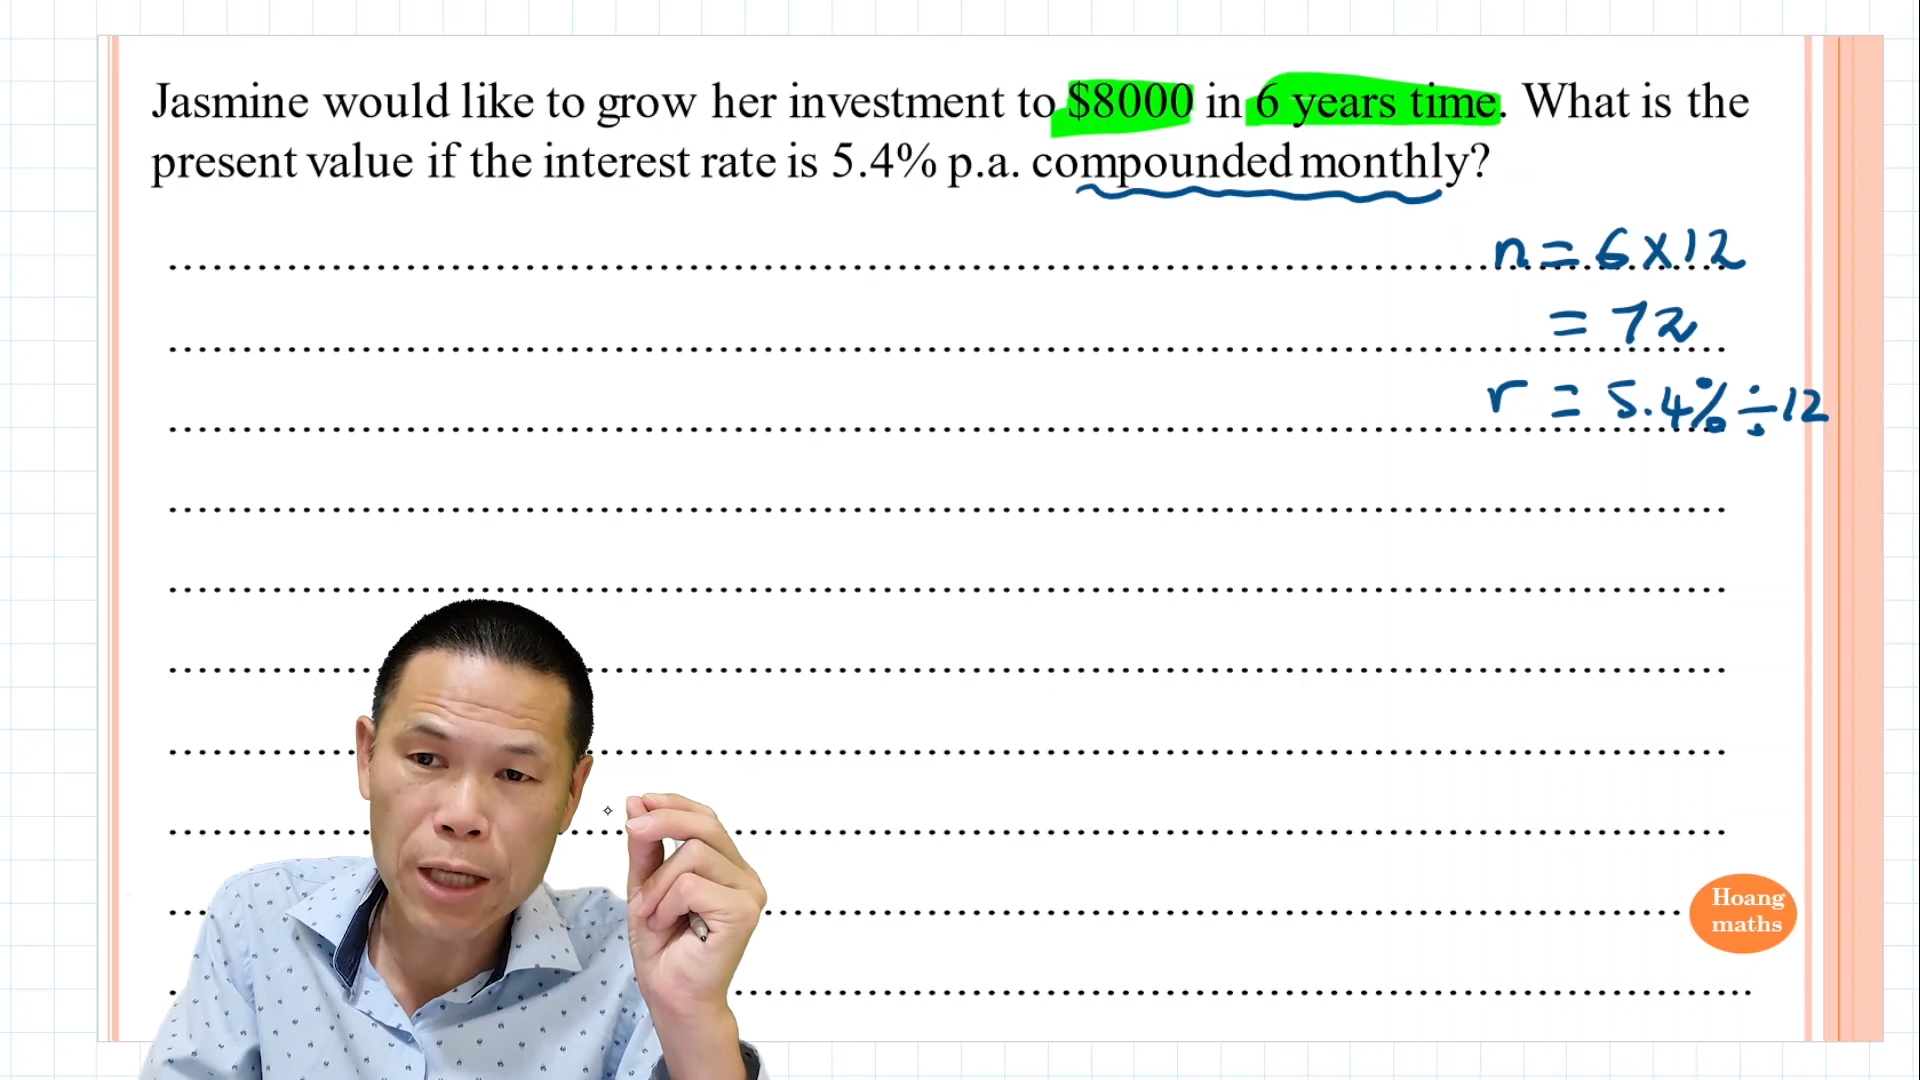 Jasmine would like to grow her investment to $8000 in 6 years time. What is the
present value if the interest rate is 5.4% p.a. compounded monthly?
n = 6×12
= 72
r = 5.4% ÷ 12
Hoang
maths